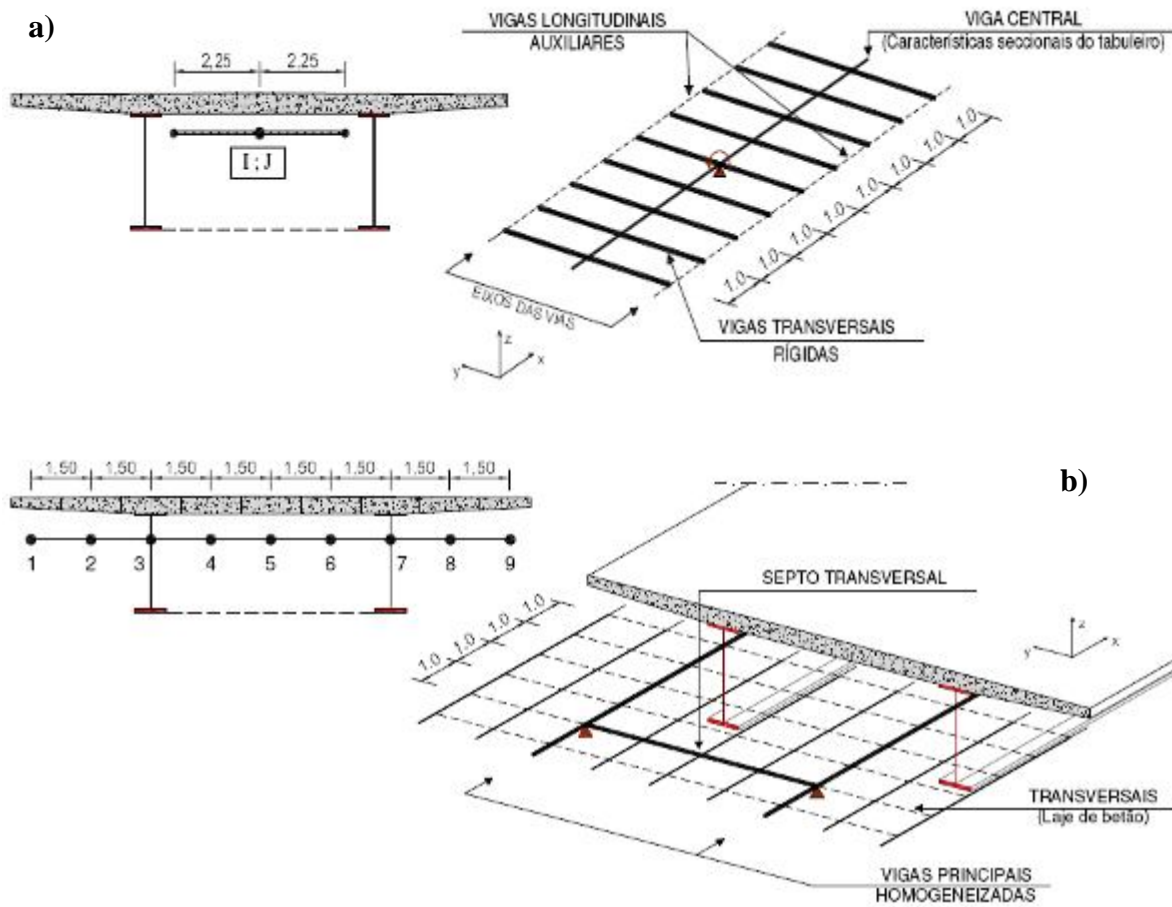 a)
2,25 2,25
I ; J
VIGAS LONGITUDINAIS
AUXILIARES
VIGA CENTRAL
(Características seccionais do tabuleiro)
1.0 1.0 1.0 1.0 1.0 1.0 1.0 1.0
EIXOS DAS VIAS
VIGAS TRANSVERSAIS
RÍGIDAS
z
y
x
b)
1,50 1,50 1,50 1,50 1,50 1,50 1,50 1,50
1 2 3 4 5 6 7 8 9
SEPTO TRANSVERSAL
1.0 1.0 1.0 1.0
z
y
x
TRANSVERSAIS
(Laje de betão)
VIGAS PRINCIPAIS
HOMOGENEIZADAS